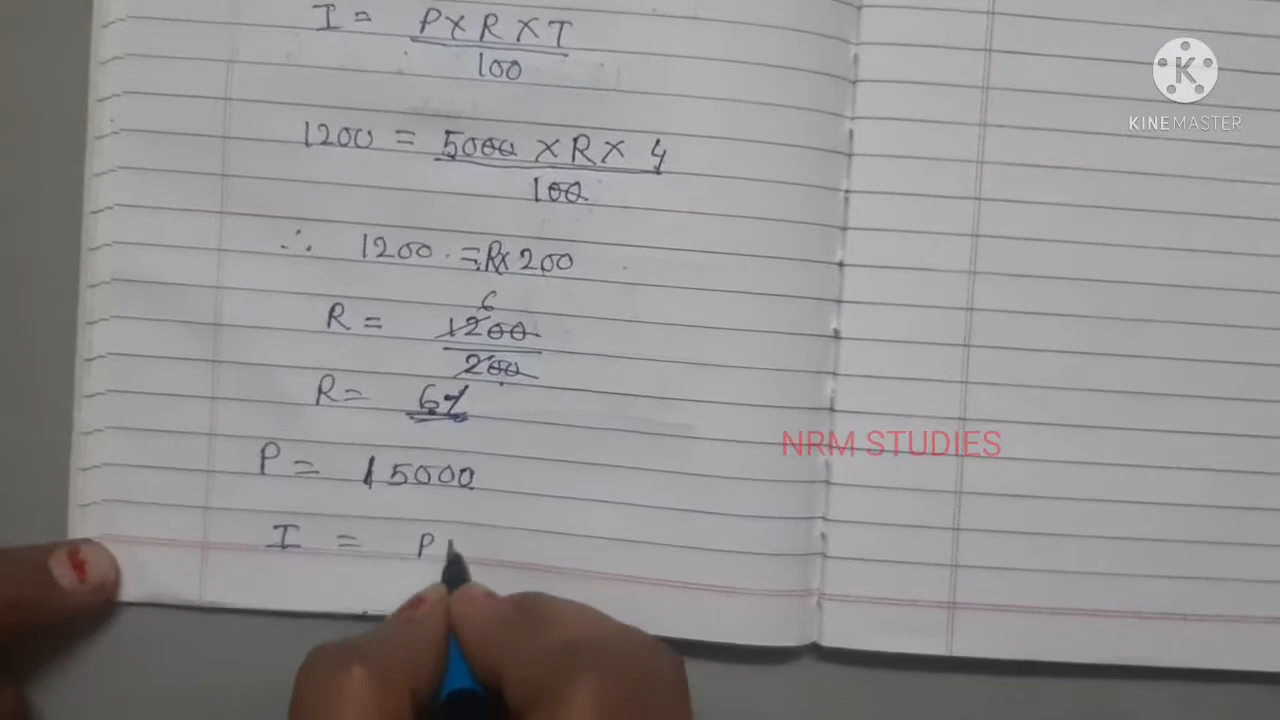 I = P X R X T
100
1200 = 5000 X R X 4
100
∴ 1200 = R X 200
6
R = 1200
200
R = 6%
P = 15000
I = P
K
KINEMASTER
NRM STUDIES